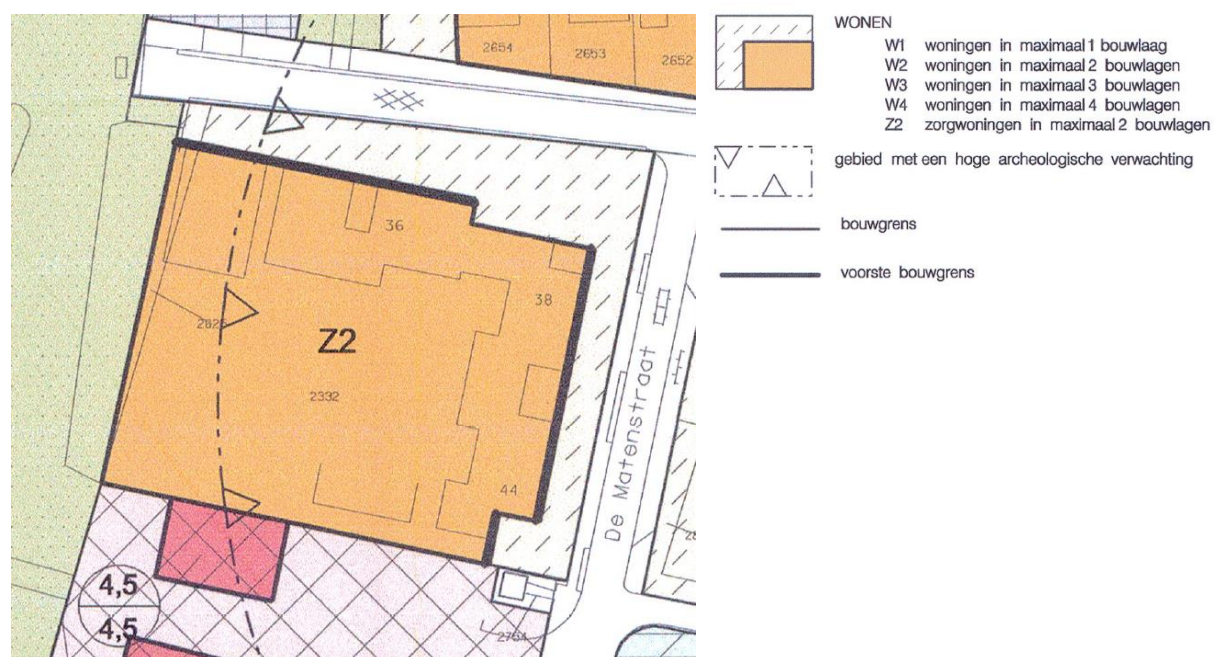 2654
2653
2652
36
38
Z2
2332
44
De Matenstraat
4,5
4,5
2754
WONEN
W1 woningen in maximaal 1 bouwlaag
W2 woningen in maximaal 2 bouwlagen
W3 woningen in maximaal 3 bouwlagen
W4 woningen in maximaal 4 bouwlagen
Z2 zorgwoningen in maximaal 2 bouwlagen
gebied met een hoge archeologische verwachting
bouwgrens
voorste bouwgrens